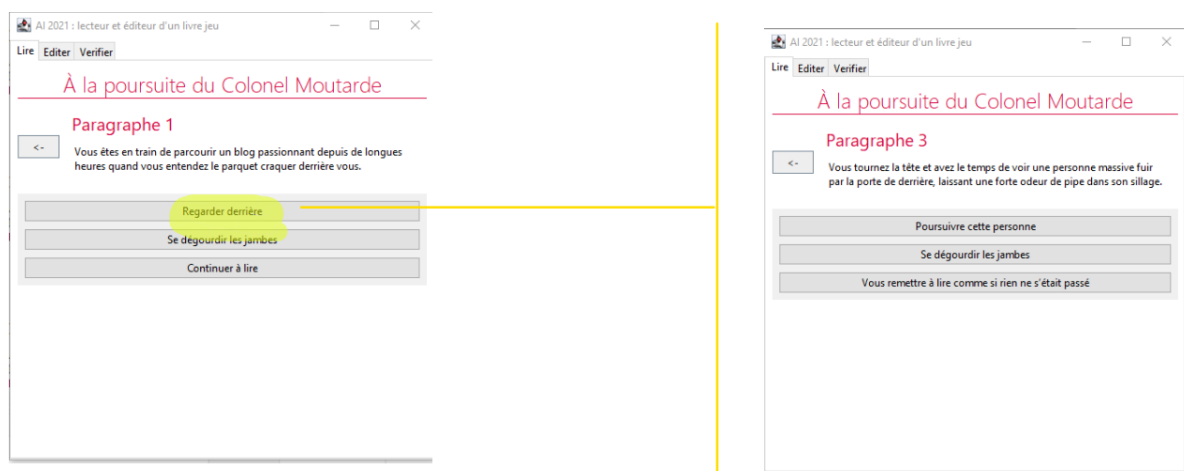 AI 2021 : lecteur et éditeur d'un livre jeu
Lire Editer Verifier
À la poursuite du Colonel Moutarde
Paragraphe 1
<-
Vous êtes en train de parcourir un blog passionnant depuis de longues
heures quand vous entendez le parquet craquer derrière vous.
Regarder derrière
Se dégourdir les jambes
Continuer à lire
AI 2021 : lecteur et éditeur d'un livre jeu
Lire Editer Verifier
À la poursuite du Colonel Moutarde
Paragraphe 3
<-
Vous tournez la tête et avez le temps de voir une personne massive fuir
par la porte de derrière, laissant une forte odeur de pipe dans son sillage.
Poursuivre cette personne
Se dégourdir les jambes
Vous remettre à lire comme si rien ne s'était passé